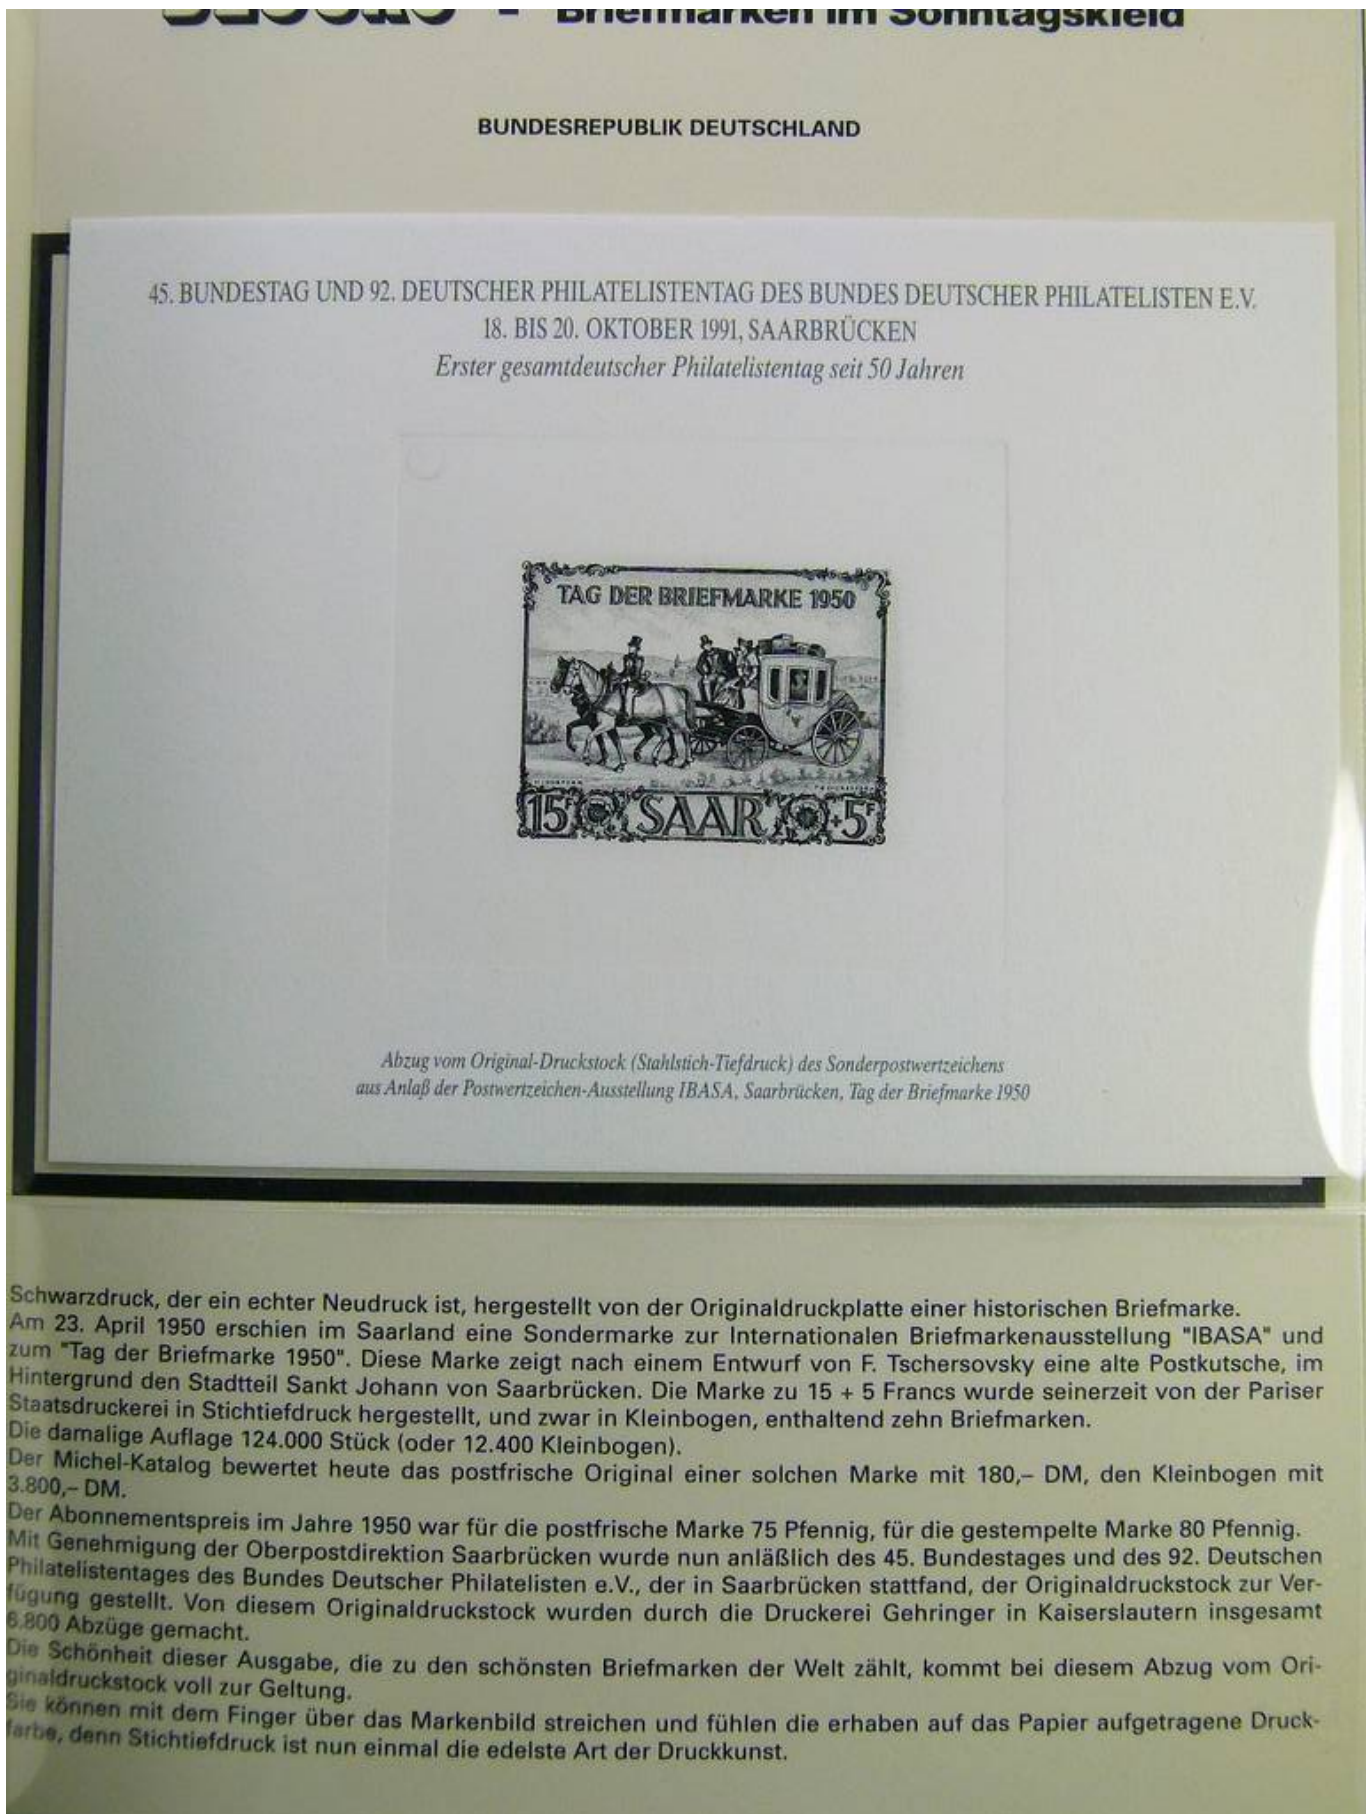 Briefmarken im Sonntagskleid
BUNDESREPUBLIK DEUTSCHLAND
45. BUNDESTAG UND 92. DEUTSCHER PHILATELISTENTAG DES BUNDES DEUTSCHER PHILATELISTEN E.V.
18. BIS 20. OKTOBER 1991, SAARBRÜCKEN
Erster gesamtdeutscher Philatelistentag seit 50 Jahren
TAG DER BRIEFMARKE 1950
15F SAAR +5F
Abzug vom Original-Druckstock (Stahlstich-Tiefdruck) des Sonderpostwertzeichens
aus Anlaß der Postwertzeichen-Ausstellung IBASA, Saarbrücken, Tag der Briefmarke 1950
Schwarzdruck, der ein echter Neudruck ist, hergestellt von der Originaldruckplatte einer historischen Briefmarke.
Am 23. April 1950 erschien im Saarland eine Sondermarke zur Internationalen Briefmarkenausstellung "IBASA" und
zum "Tag der Briefmarke 1950". Diese Marke zeigt nach einem Entwurf von F. Tschersovsky eine alte Postkutsche, im
Hintergrund den Stadtteil Sankt Johann von Saarbrücken. Die Marke zu 15 + 5 Francs wurde seinerzeit von der Pariser
Staatsdruckerei in Stichtiefdruck hergestellt, und zwar in Kleinbogen, enthaltend zehn Briefmarken.
Die damalige Auflage 124.000 Stück (oder 12.400 Kleinbogen).
Der Michel-Katalog bewertet heute das postfrische Original einer solchen Marke mit 180,– DM, den Kleinbogen mit
3.800,– DM.
Der Abonnementspreis im Jahre 1950 war für die postfrische Marke 75 Pfennig, für die gestempelte Marke 80 Pfennig.
Mit Genehmigung der Oberpostdirektion Saarbrücken wurde nun anläßlich des 45. Bundestages und des 92. Deutschen
Philatelistentages des Bundes Deutscher Philatelisten e.V., der in Saarbrücken stattfand, der Originaldruckstock zur Ver-
fügung gestellt. Von diesem Originaldruckstock wurden durch die Druckerei Gehringer in Kaiserslautern insgesamt
6.800 Abzüge gemacht.
Die Schönheit dieser Ausgabe, die zu den schönsten Briefmarken der Welt zählt, kommt bei diesem Abzug vom Ori-
ginaldruckstock voll zur Geltung.
Sie können mit dem Finger über das Markenbild streichen und fühlen die erhaben auf das Papier aufgetragene Druck-
farbe, denn Stichtiefdruck ist nun einmal die edelste Art der Druckkunst.